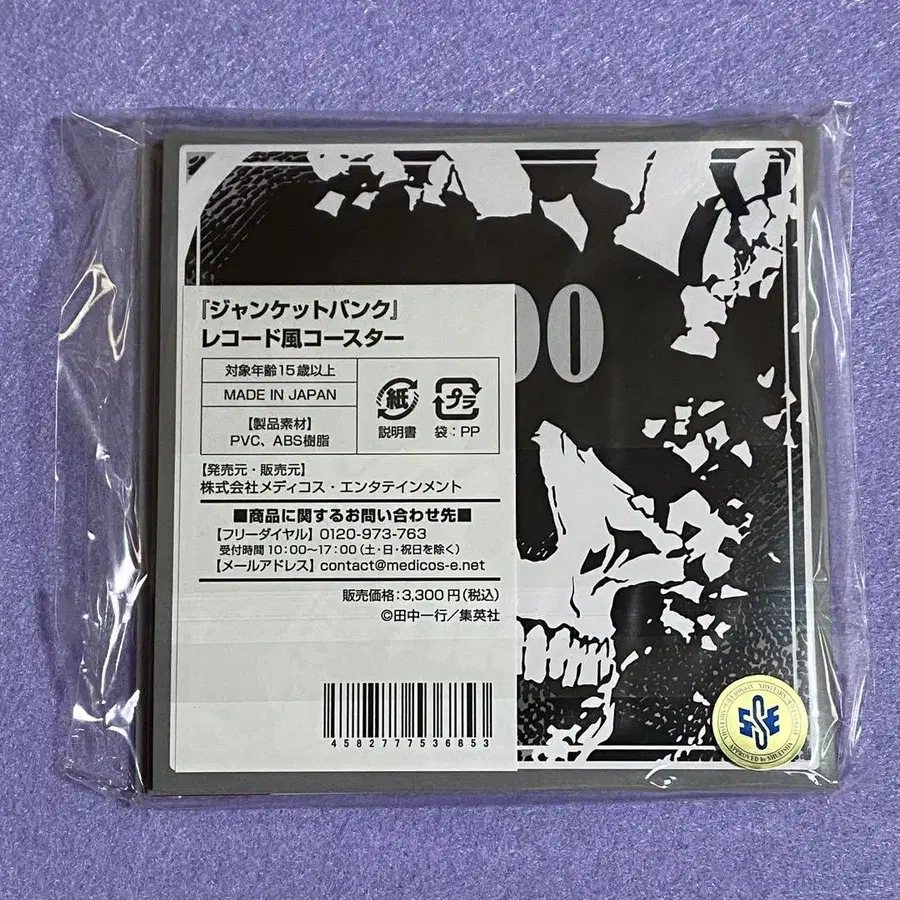 『ジャンケットバンク』
レコード風コースター
対象年齢15歳以上
MADE IN JAPAN
【製品素材】
PVC、ABS樹脂
紙
説明書
プラ
袋：PP
【発売元・販売元】
株式会社メディコス・エンタテインメント
■商品に関するお問い合わせ先■
【フリーダイヤル】0120-973-763
受付時間 10：00〜17：00（土・日・祝日を除く）
【メールアドレス】contact@medicos-e.net
販売価格：3,300円（税込）
©田中一行／集英社
4582777536853
00